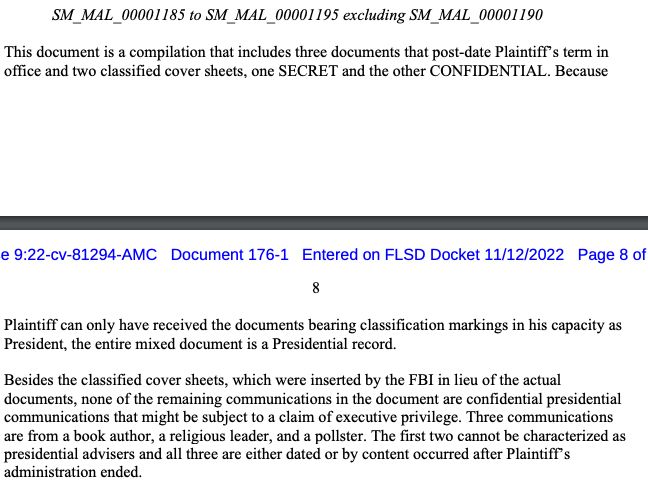 SM_MAL_00001185 to SM_MAL_00001195 excluding SM_MAL_00001190
This document is a compilation that includes three documents that post-date Plaintiff's term in
office and two classified cover sheets, one SECRET and the other CONFIDENTIAL. Because
e 9:22-cv-81294-AMC Document 176-1 Entered on FLSD Docket 11/12/2022 Page 8 of
8
Plaintiff can only have received the documents bearing classification markings in his capacity as
President, the entire mixed document is a Presidential record.
Besides the classified cover sheets, which were inserted by the FBI in lieu of the actual
documents, none of the remaining communications in the document are confidential presidential
communications that might be subject to a claim of executive privilege. Three communications
are from a book author, a religious leader, and a pollster. The first two cannot be characterized as
presidential advisers and all three are either dated or by content occurred after Plaintiff's
administration ended.